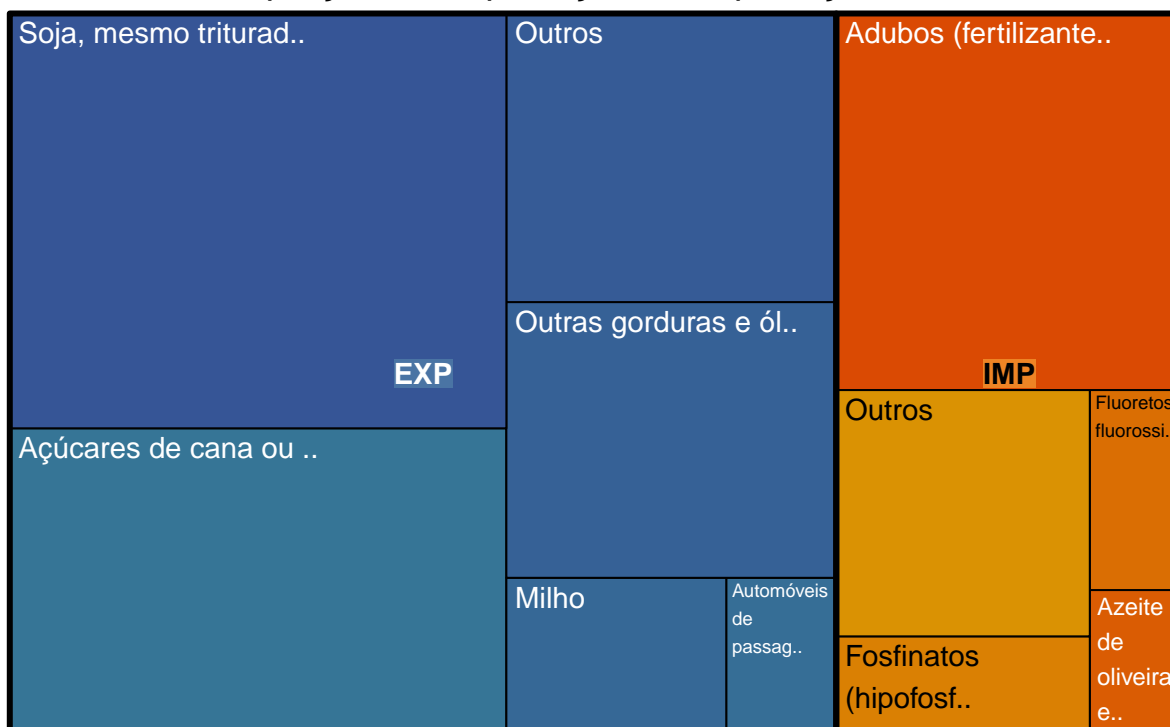 Soja, mesmo triturad..
Outros
Adubos (fertilizante..
Outras gorduras e ól..
EXP
IMP
Outros
Fluoretos
fluorossi..
Açúcares de cana ou ..
Milho
Automóveis
de
passag..
Azeite
de
oliveira
e..
Fosfinatos
(hipofosf..